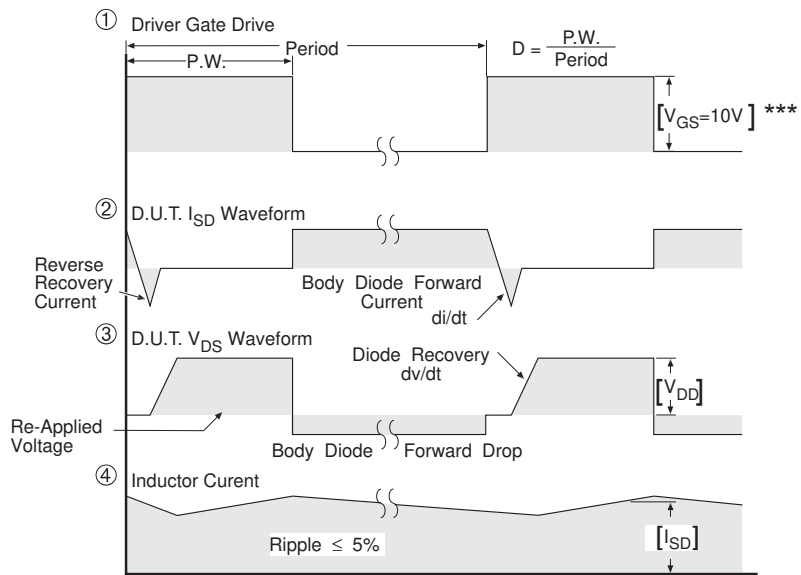 ① Driver Gate Drive
Period
P.W.
D = P.W.
Period
[VGS=10V] ***
② D.U.T. ISD Waveform
Reverse
Recovery
Current
Body Diode Forward
Current
di/dt
③ D.U.T. VDS Waveform
Diode Recovery
dv/dt
[VDD]
Re-Applied
Voltage
Body Diode Forward Drop
④ Inductor Curent
Ripple ≤ 5%
[ISD]